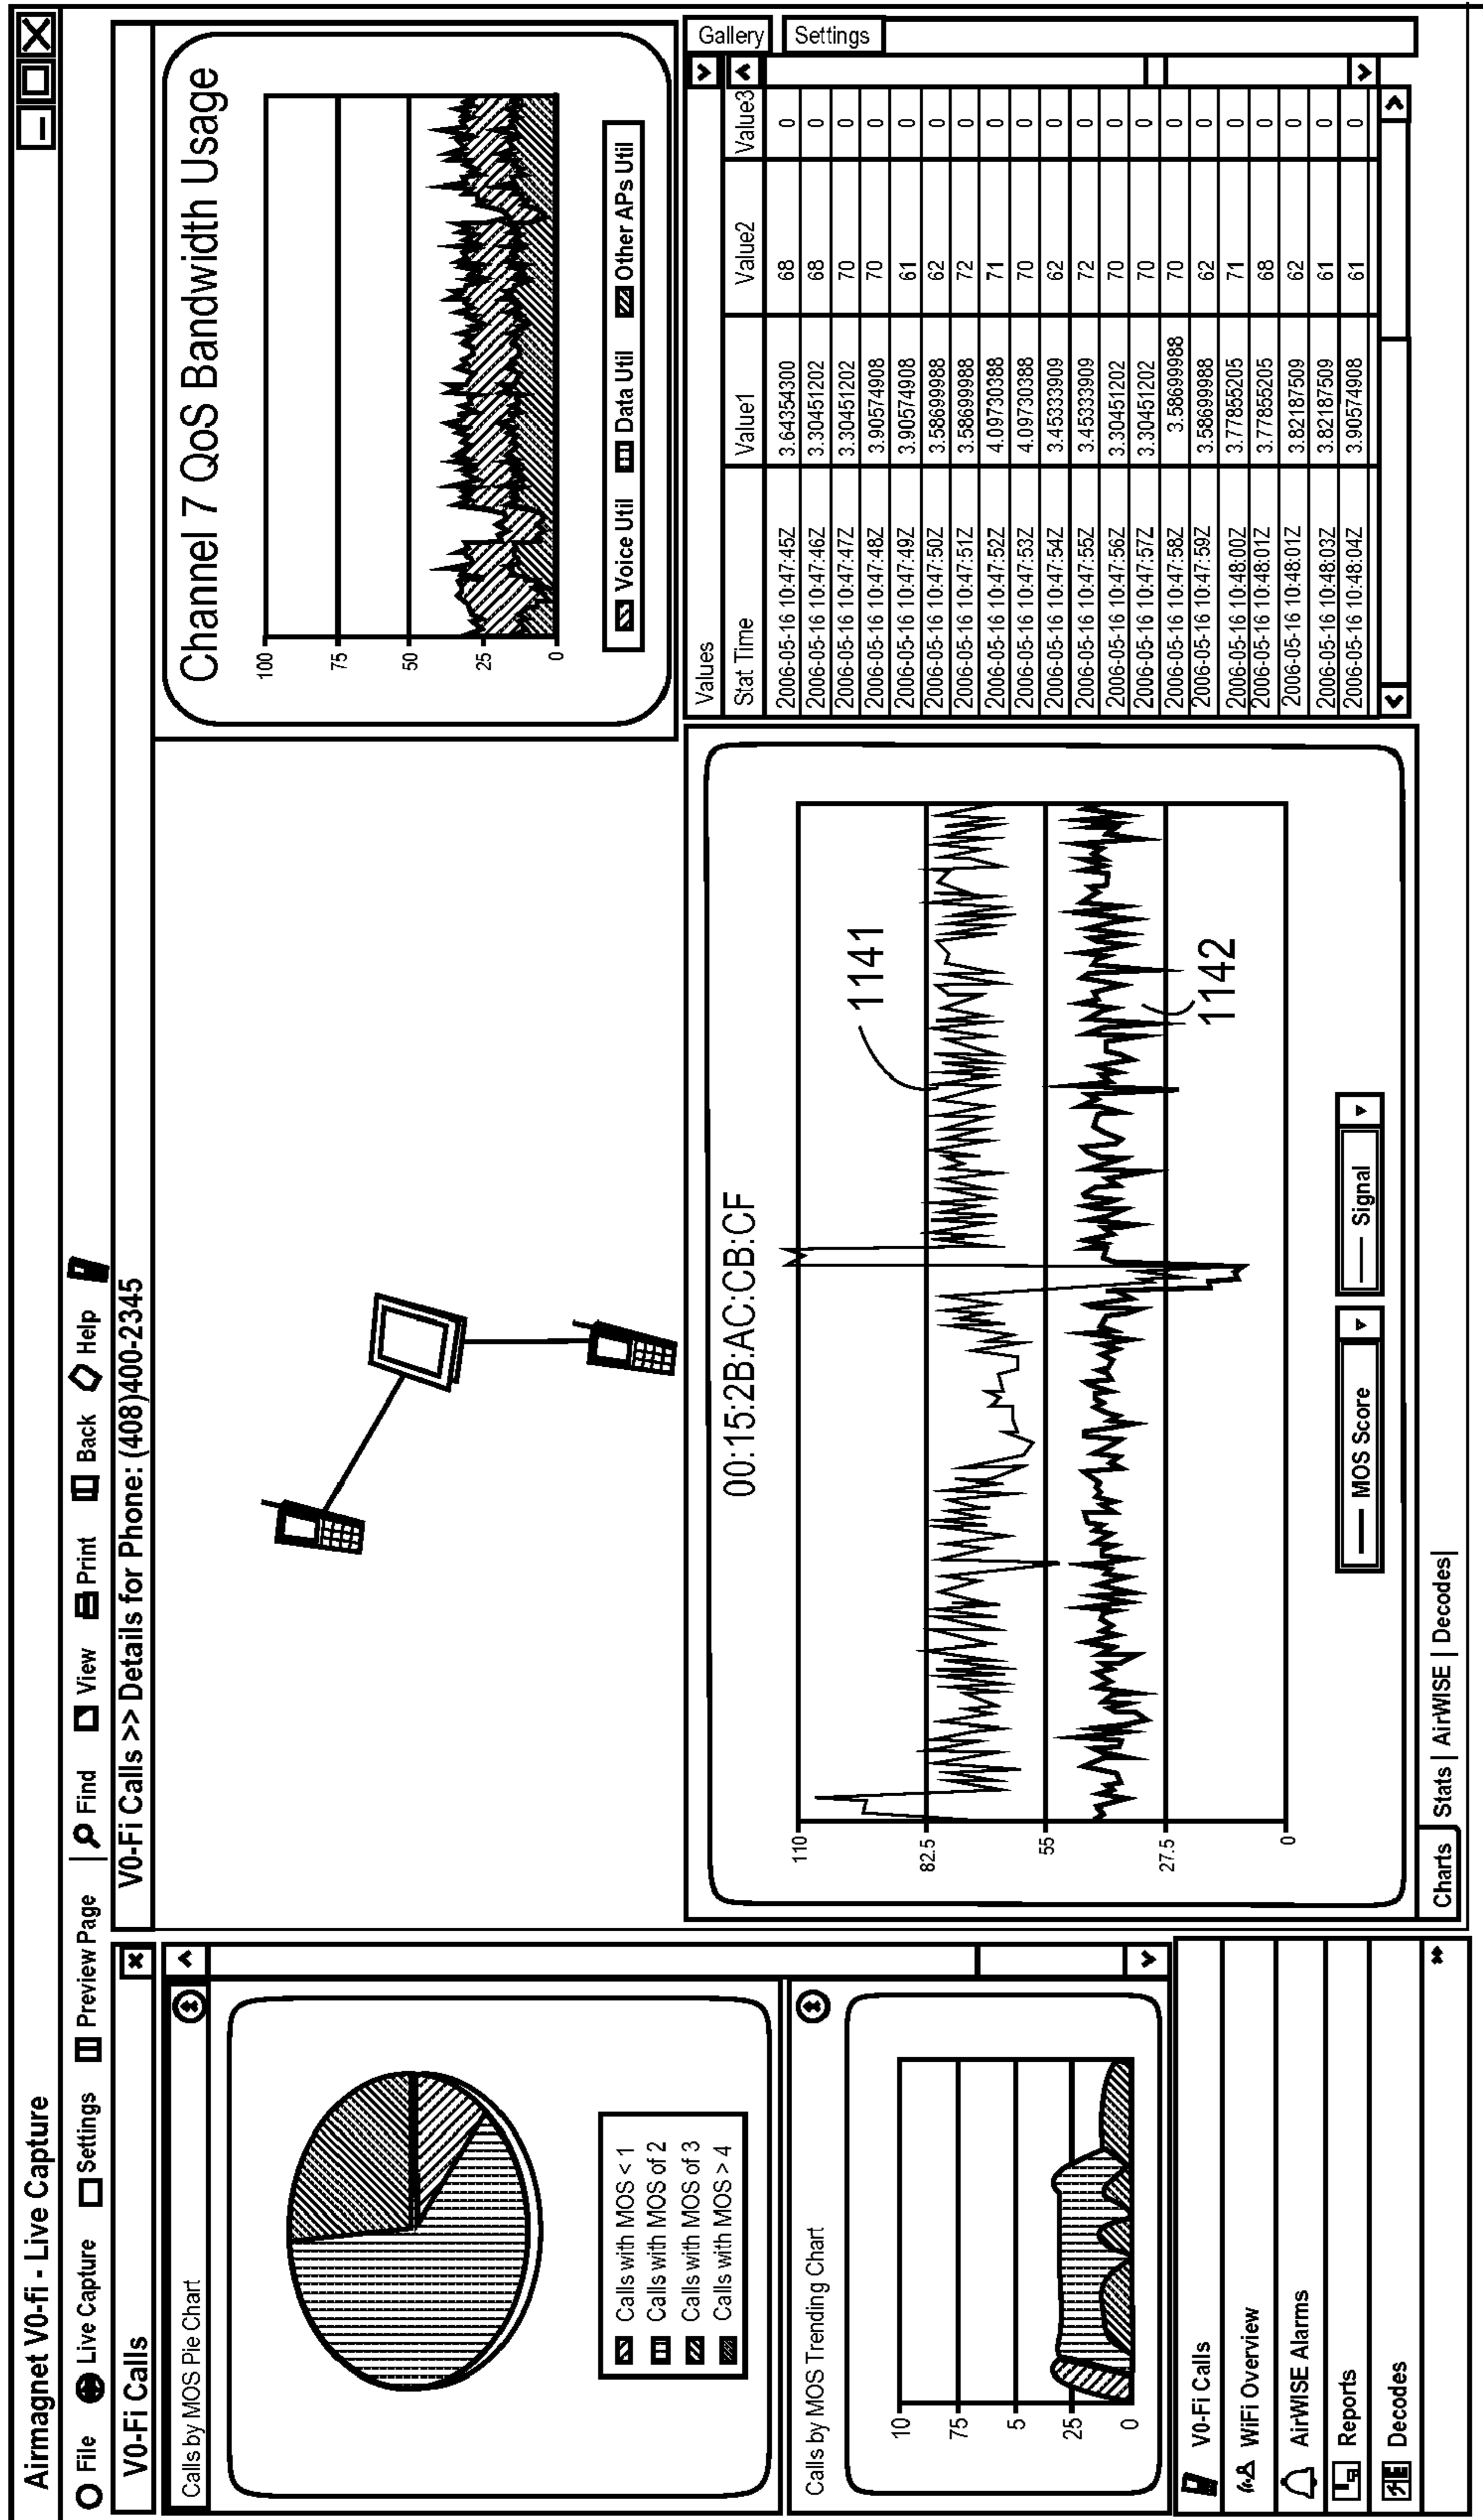 Airmagnet V0-fi - Live Capture
File Live Capture Settings Preview Page Find View Print Back Help
V0-Fi Calls
V0-Fi Calls >> Details for Phone: (408)400-2345
Calls by MOS Pie Chart
Calls with MOS < 1
Calls with MOS of 2
Calls with MOS of 3
Calls with MOS > 4
Calls by MOS Trending Chart
10
75
5
25
0
V0-Fi Calls
WiFi Overview
AirWISE Alarms
Reports
Decodes
Channel 7 QoS Bandwidth Usage
100
75
50
25
0
Voice Util Data Util Other APs Util
00:15:2B:AC:CB:CF
110
82.5
55
27.5
0
1141
1142
MOS Score Signal
Charts | Stats | AirWISE | Decodes|
Values
Gallery
Settings
Stat Time Value1 Value2 Value3
2006-05-16 10:47:45Z 3.64354300 68 0
2006-05-16 10:47:46Z 3.30451202 68 0
2006-05-16 10:47:47Z 3.30451202 70 0
2006-05-16 10:47:48Z 3.90574908 70 0
2006-05-16 10:47:49Z 3.90574908 61 0
2006-05-16 10:47:50Z 3.58699988 62 0
2006-05-16 10:47:51Z 3.58699988 72 0
2006-05-16 10:47:52Z 4.09730388 71 0
2006-05-16 10:47:53Z 4.09730388 70 0
2006-05-16 10:47:54Z 3.45333909 62 0
2006-05-16 10:47:55Z 3.45333909 72 0
2006-05-16 10:47:56Z 3.30451202 70 0
2006-05-16 10:47:57Z 3.30451202 70 0
2006-05-16 10:47:58Z 3.58699988 70 0
2006-05-16 10:47:59Z 3.58699988 62 0
2006-05-16 10:48:00Z 3.77855205 71 0
2006-05-16 10:48:01Z 3.77855205 68 0
2006-05-16 10:48:01Z 3.82187509 62 0
2006-05-16 10:48:03Z 3.82187509 61 0
2006-05-16 10:48:04Z 3.90574908 61 0